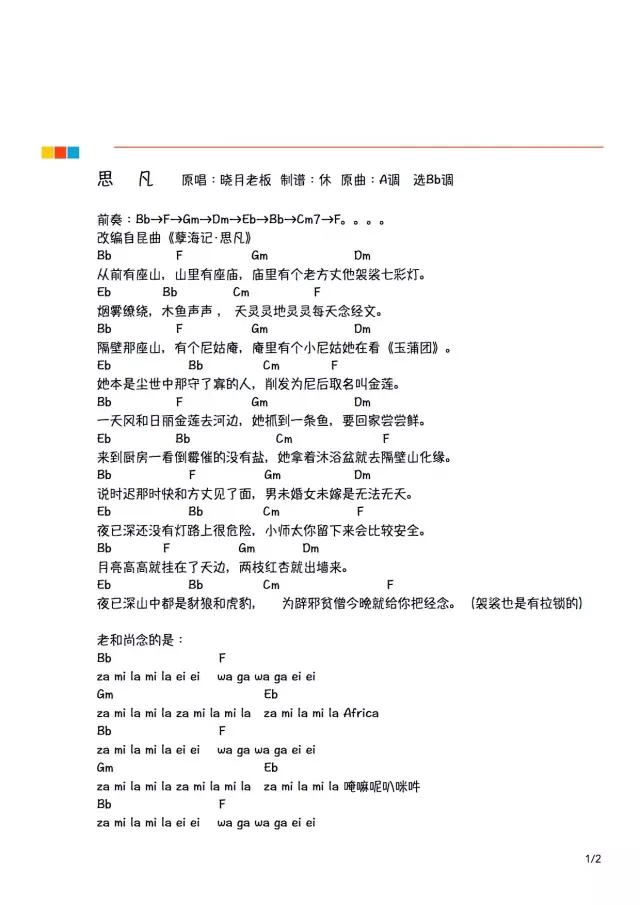 思 凡 原唱：晓月老板 制谱：休 原曲：A调 选Bb调
前奏：Bb→F→Gm→Dm→Eb→Bb→Cm7→F。。。。
改编自昆曲《孽海记·思凡》
Bb F Gm Dm
从前有座山，山里有座庙，庙里有个老方丈他袈裟七彩灯。
Eb Bb Cm F
烟雾缭绕，木鱼声声 ， 天灵灵地灵灵每天念经文。
Bb F Gm Dm
隔壁那座山，有个尼姑庵，庵里有个小尼姑她在看《玉蒲团》。
Eb Bb Cm F
她本是尘世中那守了寡的人，削发为尼后取名叫金莲。
Bb F Gm Dm
一天风和日丽金莲去河边，她抓到一条鱼，要回家尝尝鲜。
Eb Bb Cm F
来到厨房一看倒霉催的没有盐，她拿着沐浴盆就去隔壁山化缘。
Bb F Gm Dm
说时迟那时快和方丈见了面，男未婚女未嫁是无法无天。
Eb Bb Cm F
夜已深还没有灯路上很危险，小师太你留下来会比较安全。
Bb F Gm Dm
月亮高高就挂在了天边，两枝红杏就出墙来。
Eb Bb Cm F
夜已深山中都是豺狼和虎豹， 为辟邪贫僧今晚就给你把经念。（袈裟也是有拉锁的）
老和尚念的是：
Bb F
za mi la mi la ei ei wa ga wa ga ei ei
Gm Eb
za mi la mi la za mi la mi la za mi la mi la Africa
Bb F
za mi la mi la ei ei wa ga wa ga ei ei
Gm Eb
za mi la mi la za mi la mi la za mi la mi la 唵嘛呢叭咪吽
Bb F
za mi la mi la ei ei wa ga wa ga ei ei
1/2